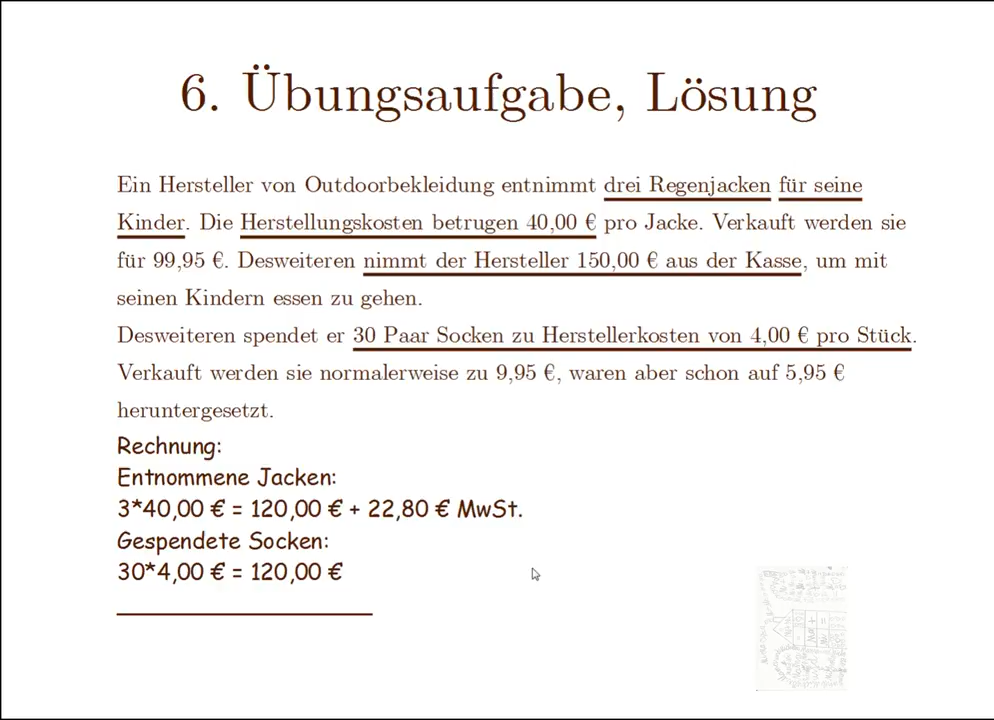 6. Übungsaufgabe, Lösung
Ein Hersteller von Outdoorbekleidung entnimmt drei Regenjacken für seine
Kinder. Die Herstellungskosten betrugen 40,00 € pro Jacke. Verkauft werden sie
für 99,95 €. Desweiteren nimmt der Hersteller 150,00 € aus der Kasse, um mit
seinen Kindern essen zu gehen.
Desweiteren spendet er 30 Paar Socken zu Herstellerkosten von 4,00 € pro Stück.
Verkauft werden sie normalerweise zu 9,95 €, waren aber schon auf 5,95 €
heruntergesetzt.
Rechnung:
Entnommene Jacken:
3*40,00 € = 120,00 € + 22,80 € MwSt.
Gespendete Socken:
30*4,00 € = 120,00 €